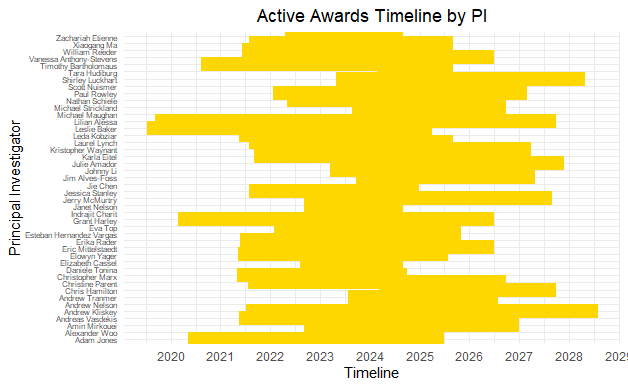 Active Awards Timeline by PI
Principal Investigator
Zachariah Etienne
Xiaogang Ma
William Reeder
Vanessa Anthony-Stevens
Timothy Bartholomaus
Tara Hudiburg
Shirley Luckhart
Scott Nuismer
Paul Rowley
Nathan Schiele
Michael Strickland
Michael Maughan
Lilian Alessa
Leslie Baker
Leda Kobziar
Laurel Lynch
Kristopher Waynant
Karla Eitel
Julie Amador
Johnny Li
Jim Alves-Foss
Jie Chen
Jessica Stanley
Jerry McMurtry
Janet Nelson
Indrajit Charit
Grant Harley
Eva Top
Esteban Hernandez Vargas
Erika Rader
Eric Mittelstaedt
Elowyn Yager
Elizabeth Cassel
Daniele Tonina
Christopher Marx
Christine Parent
Chris Hamilton
Andrew Tranmer
Andrew Nelson
Andrew Kliskey
Andreas Vasdekis
Amin Mirkouei
Alexander Woo
Adam Jones
2020 2021 2022 2023 2024 2025 2026 2027 2028 2029
Timeline